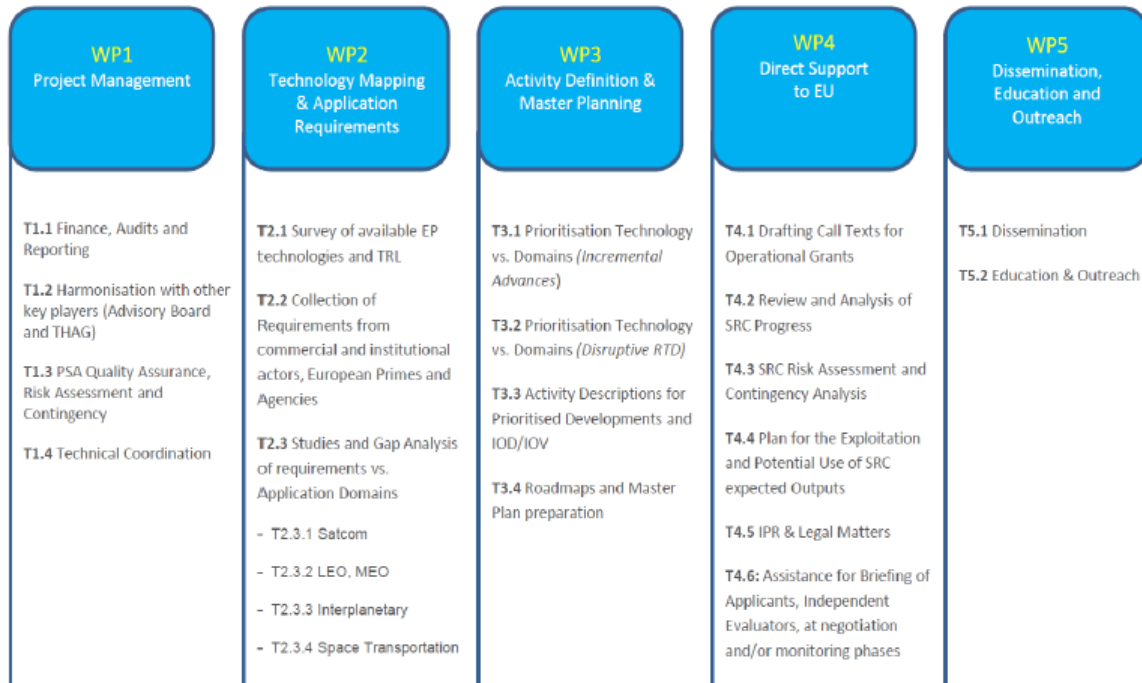 WP1
Project Management
T1.1 Finance, Audits and
Reporting
T1.2 Harmonisation with other
key players (Advisory Board
and THAG)
T1.3 PSA Quality Assurance,
Risk Assessment and
Contingency
T1.4 Technical Coordination
WP2
Technology Mapping
& Application
Requirements
T2.1 Survey of available EP
technologies and TRL
T2.2 Collection of
Requirements from
commercial and institutional
actors, European Primes and
Agencies
T2.3 Studies and Gap Analysis
of requirements vs.
Application Domains
- T2.3.1 Satcom
- T2.3.2 LEO, MEO
- T2.3.3 Interplanetary
- T2.3.4 Space Transportation
WP3
Activity Definition &
Master Planning
T3.1 Prioritisation Technology
vs. Domains (Incremental
Advances)
T3.2 Prioritisation Technology
vs. Domains (Disruptive RTD)
T3.3 Activity Descriptions for
Prioritised Developments and
IOD/IOV
T3.4 Roadmaps and Master
Plan preparation
WP4
Direct Support
to EU
T4.1 Drafting Call Texts for
Operational Grants
T4.2 Review and Analysis of
SRC Progress
T4.3 SRC Risk Assessment and
Contingency Analysis
T4.4 Plan for the Exploitation
and Potential Use of SRC
expected Outputs
T4.5 IPR & Legal Matters
T4.6: Assistance for Briefing of
Applicants, Independent
Evaluators, at negotiation
and/or monitoring phases
WP5
Dissemination,
Education and
Outreach
T5.1 Dissemination
T5.2 Education & Outreach